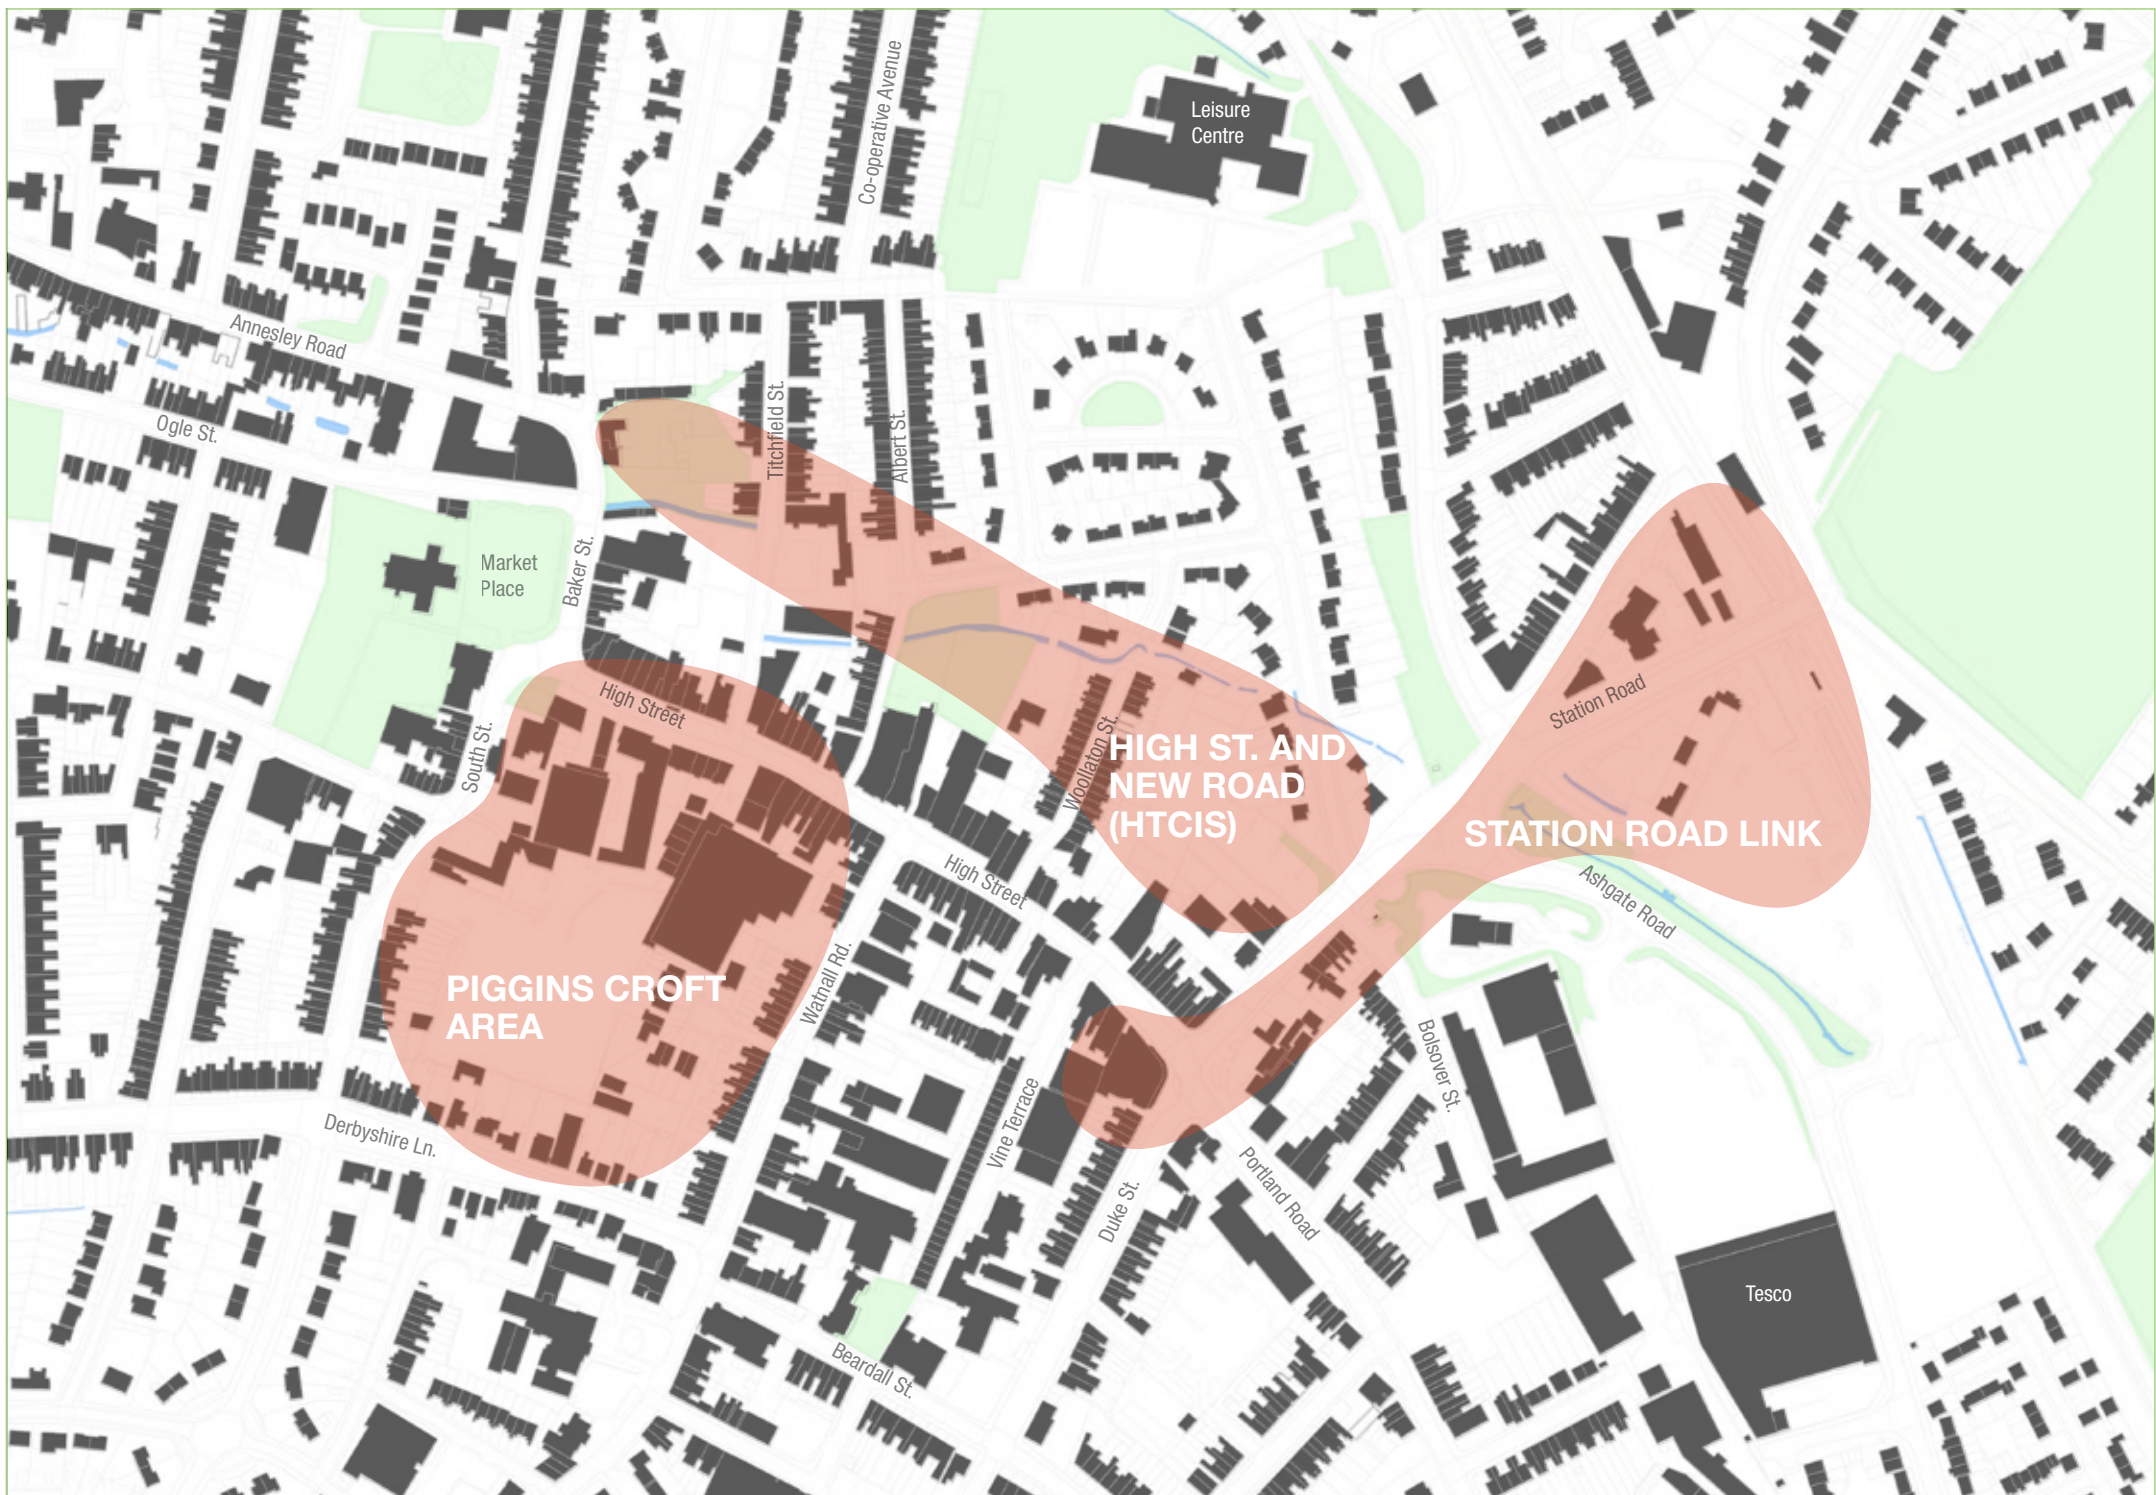 Leisure
Centre
Co-operative Avenue
Annesley Road
Ogle St.
Titchfield St.
Albert St.
Market
Place
Baker St.
High Street
South St.
Station Road
Woollaton St.
HIGH ST. AND
NEW ROAD
(HTCIS)
STATION ROAD LINK
High Street
Ashgate Road
PIGGINS CROFT
AREA
Watnall Rd.
Bolsover St.
Vine Terrace
Derbyshire Ln.
Portland Road
Duke St.
Tesco
Beardall St.